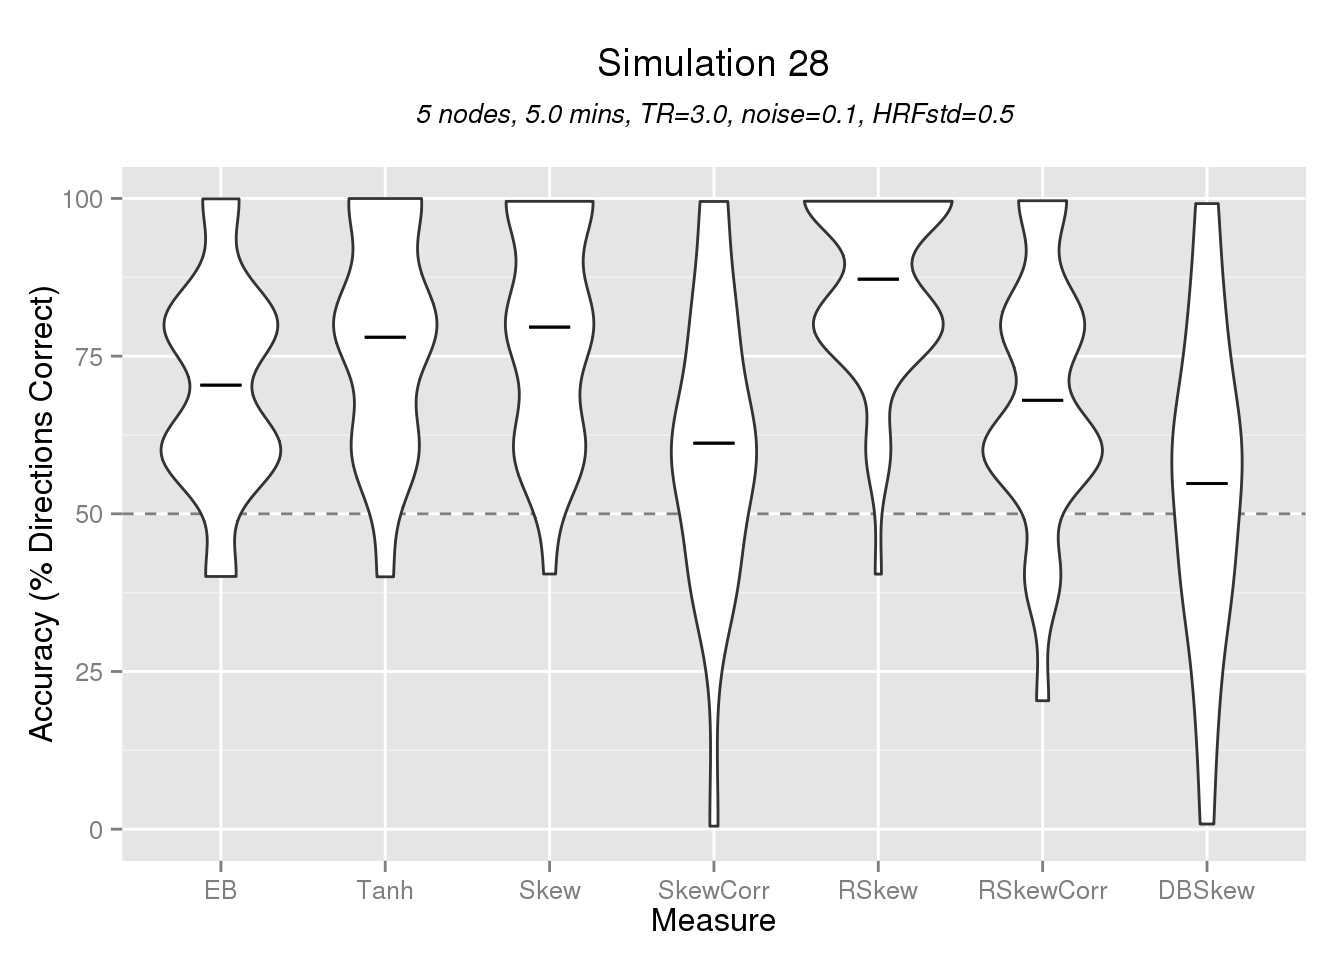 Simulation 28
5 nodes, 5.0 mins, TR=3.0, noise=0.1, HRFstd=0.5
Accuracy (% Directions Correct)
100
75
50
25
0
EB Tanh Skew SkewCorr RSkew RSkewCorr DBSkew
Measure